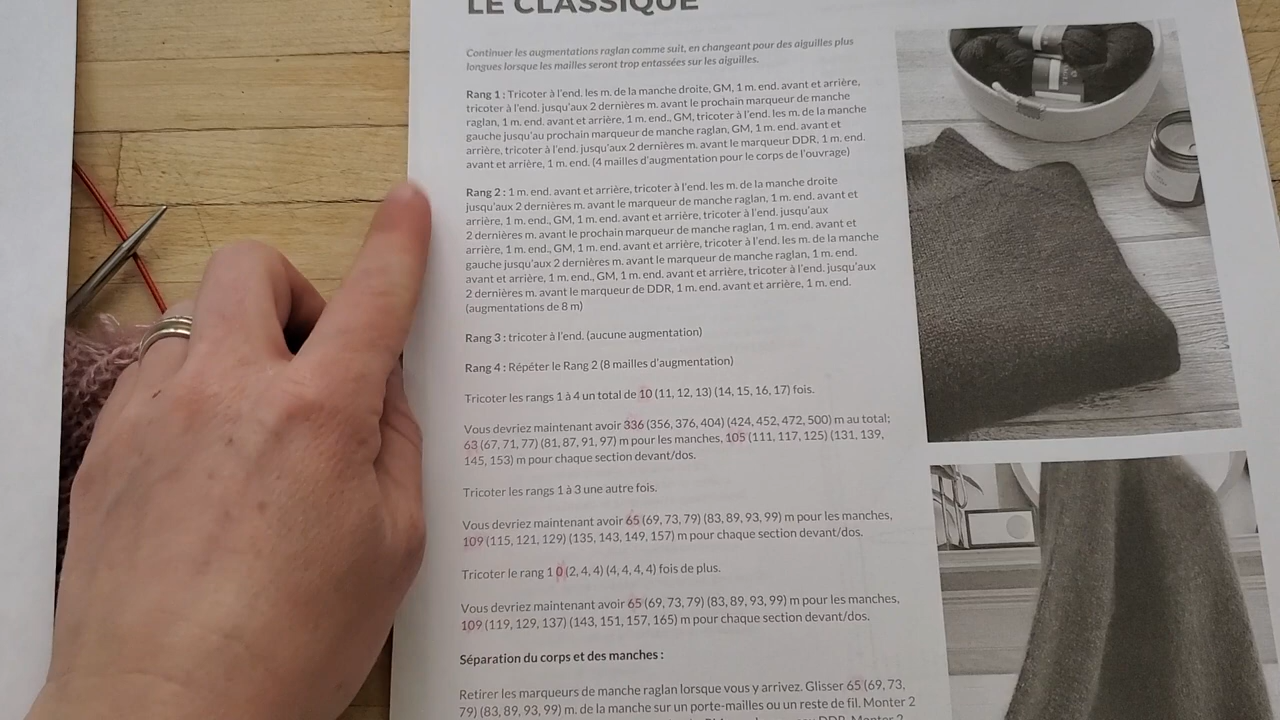 LE CLASSIQUE
Continuer les augmentations raglan comme suit, en changeant pour des aiguilles plus
longues lorsque les mailles seront trop entassées sur les aiguilles.
Rang 1 : Tricoter à l'end. les m. de la manche droite, GM, 1 m. end. avant et arrière,
tricoter à l'end. jusqu'aux 2 dernières m. avant le prochain marqueur de manche
raglan, 1 m. end. avant et arrière, 1 m. end., GM, tricoter à l'end. les m. de la manche
gauche jusqu'au prochain marqueur de manche raglan, GM, 1 m. end. avant et
arrière, tricoter à l'end. jusqu'aux 2 dernières m. avant le marqueur DDR, 1 m. end.
avant et arrière, 1 m. end. (4 mailles d'augmentation pour le corps de l'ouvrage)
Rang 2 : 1 m. end. avant et arrière, tricoter à l'end. les m. de la manche droite
jusqu'aux 2 dernières m. avant le marqueur de manche raglan, 1 m. end. avant et
arrière, 1 m. end., GM, 1 m. end. avant et arrière, tricoter à l'end. jusqu'aux
2 dernières m. avant le prochain marqueur de manche raglan, 1 m. end. avant et
arrière, 1 m. end., GM, 1 m. end. avant et arrière, tricoter à l'end. les m. de la manche
gauche jusqu'aux 2 dernières m. avant le marqueur de manche raglan, 1 m. end.
avant et arrière, 1 m. end., GM, 1 m. end. avant et arrière, tricoter à l'end. jusqu'aux
2 dernières m. avant le marqueur de DDR, 1 m. end. avant et arrière, 1 m. end.
(augmentations de 8 m)
Rang 3 : tricoter à l'end. (aucune augmentation)
Rang 4 : Répéter le Rang 2 (8 mailles d'augmentation)
Tricoter les rangs 1 à 4 un total de 10 (11, 12, 13) (14, 15, 16, 17) fois.
Vous devriez maintenant avoir 336 (356, 376, 404) (424, 452, 472, 500) m au total;
63 (67, 71, 77) (81, 87, 91, 97) m pour les manches, 105 (111, 117, 125) (131, 139,
145, 153) m pour chaque section devant/dos.
Tricoter les rangs 1 à 3 une autre fois.
Vous devriez maintenant avoir 65 (69, 73, 79) (83, 89, 93, 99) m pour les manches,
109 (115, 121, 129) (135, 143, 149, 157) m pour chaque section devant/dos.
Tricoter le rang 1 0 (2, 4, 4) (4, 4, 4, 4) fois de plus.
Vous devriez maintenant avoir 65 (69, 73, 79) (83, 89, 93, 99) m pour les manches,
109 (119, 129, 137) (143, 151, 157, 165) m pour chaque section devant/dos.
Séparation du corps et des manches :
Retirer les marqueurs de manche raglan lorsque vous y arrivez. Glisser 65 (69, 73,
79) (83, 89, 93, 99) m. de la manche sur un porte-mailles ou un reste de fil. Monter 2